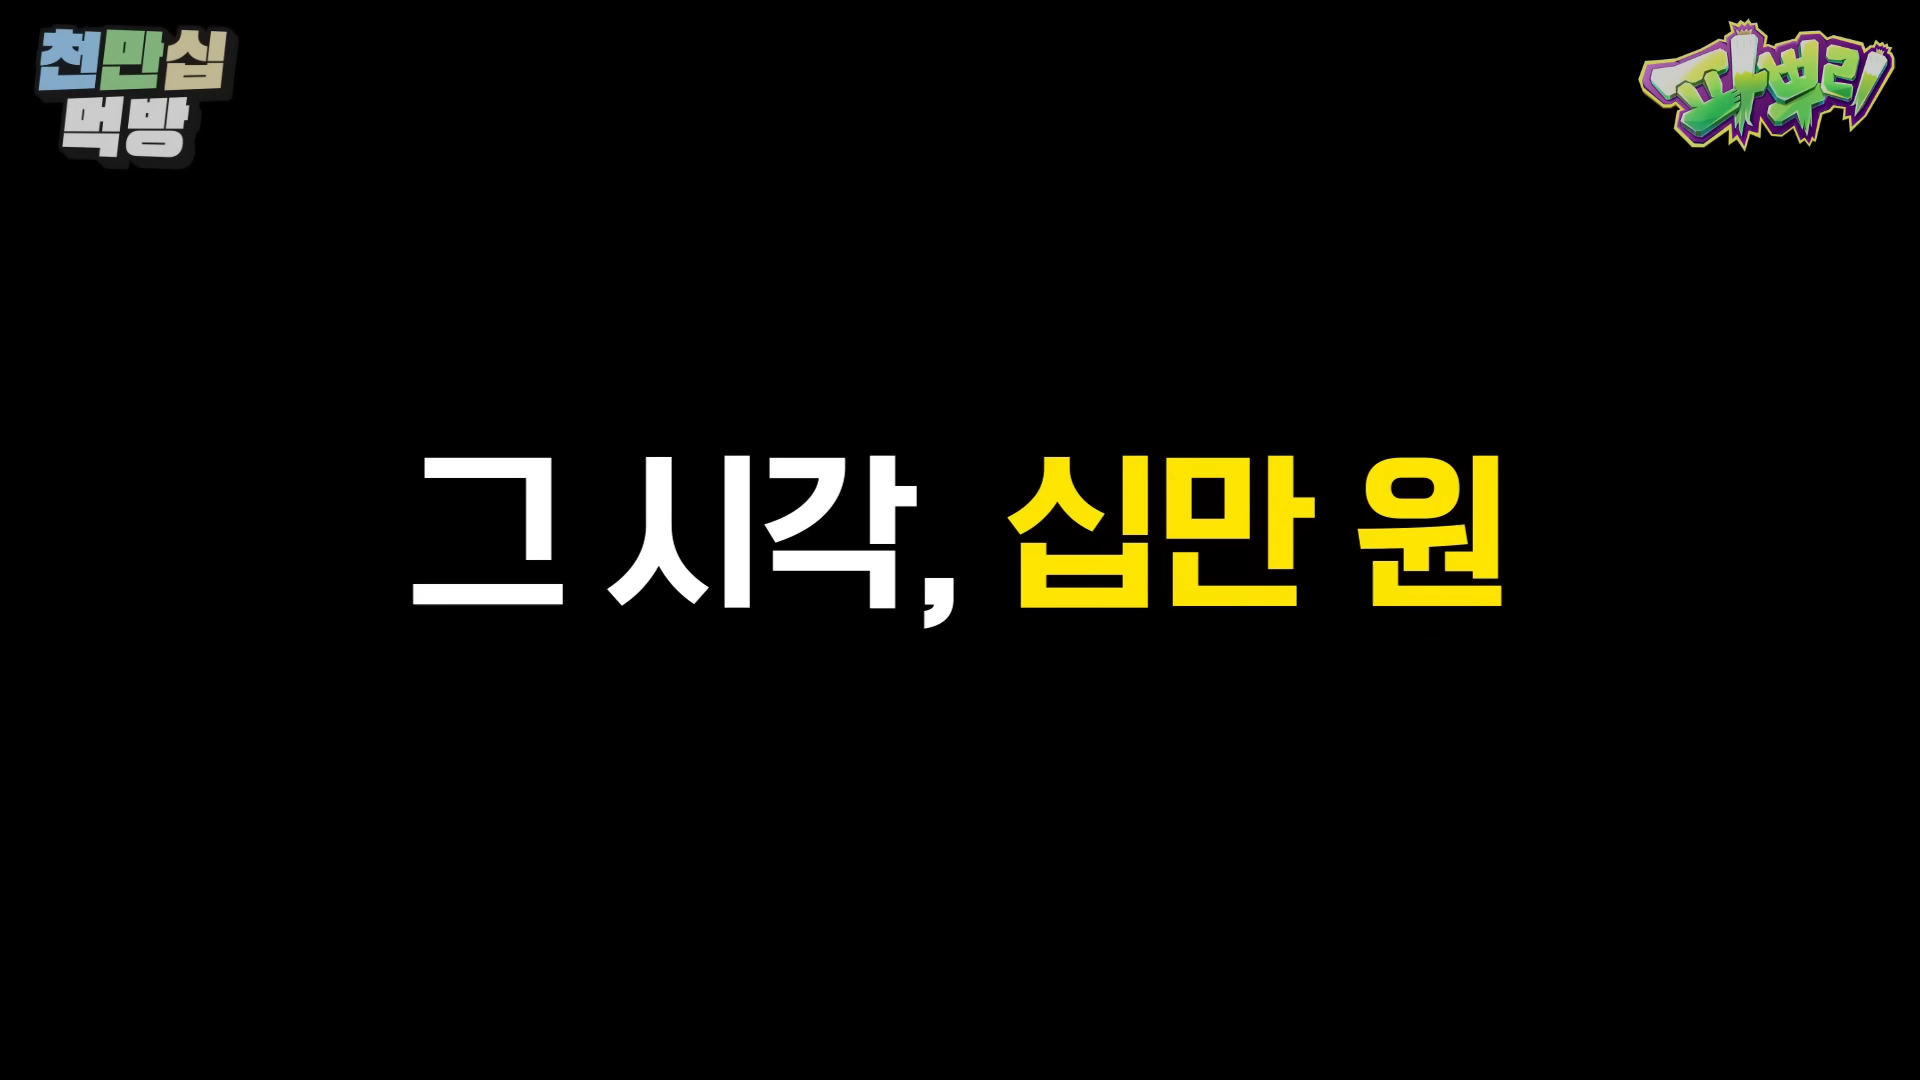 천만십
먹방
파뿌리
그 시각, 십만 원